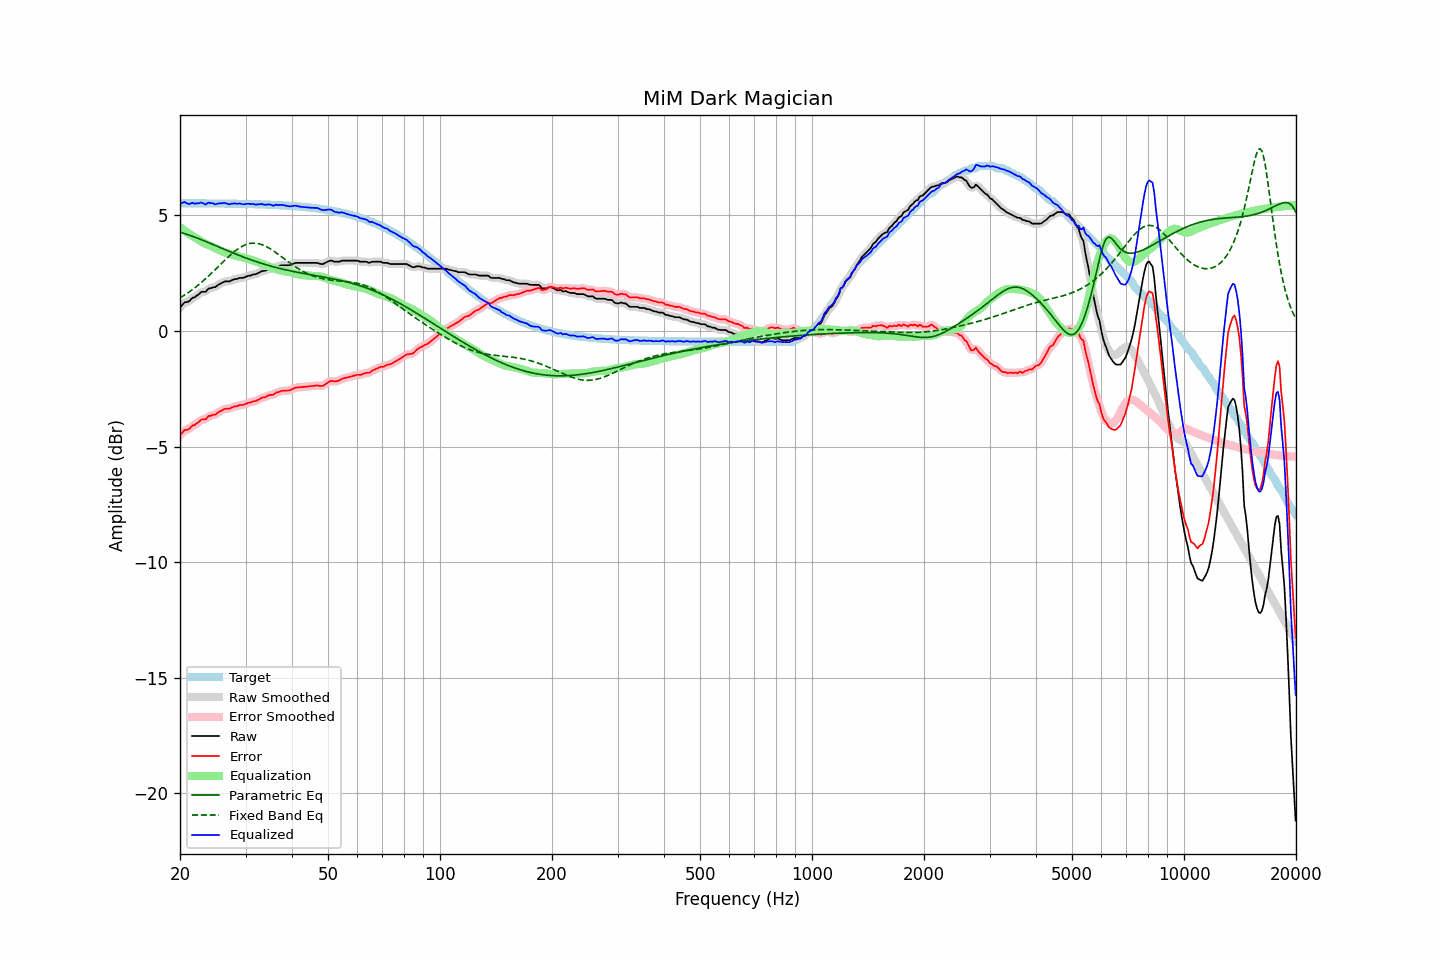 MiM Dark Magician
Amplitude (dBr)
5
0
−5
−10
−15
−20
Target
Raw Smoothed
Error Smoothed
Raw
Error
Equalization
Parametric Eq
Fixed Band Eq
Equalized
20 50 100 200 500 1000 2000 5000 10000 20000
Frequency (Hz)